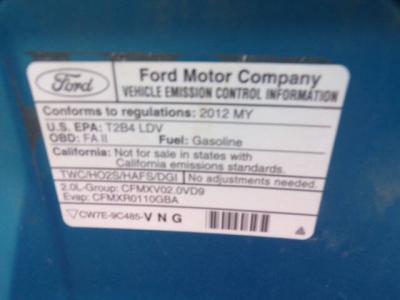 Ford
Ford Motor Company
VEHICLE EMISSION CONTROL INFORMATION
Conforms to regulations: 2012 MY
U.S. EPA: T2B4 LDV
OBD: FA II Fuel: Gasoline
California: Not for sale in states with
California emissions standards.
TWC/HO2S/HAFS/DGI No adjustments needed.
2.0L-Group: CFMXV02.0VD9
Evap: CFMXR0110GBA
CW7E-9C485-V N G